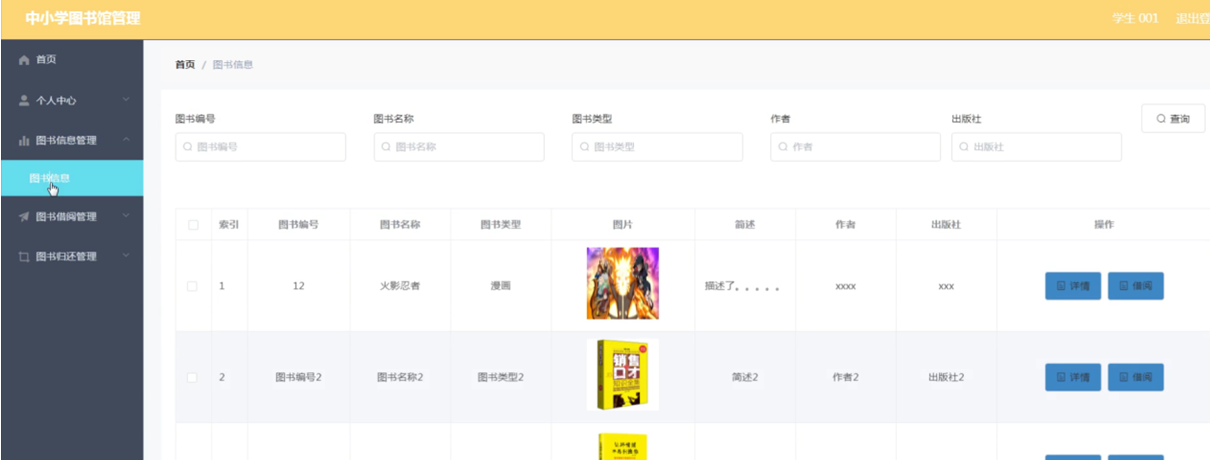 中小学图书馆管理
学生 001 退出登
首页
个人中心
图书信息管理
图书信息
图书借阅管理
图书归还管理
首页 / 图书信息
图书编号 图书名称 图书类型 作者 出版社 查询
图书编号 图书名称 图书类型 作者 出版社
索引 图书编号 图书名称 图书类型 图片 简述 作者 出版社 操作
1 12 火影忍者 漫画 描述了. . . . . xxxx xxx 详情 借阅
销售
口才
2 图书编号2 图书名称2 图书类型2 简述2 作者2 出版社2 详情 借阅